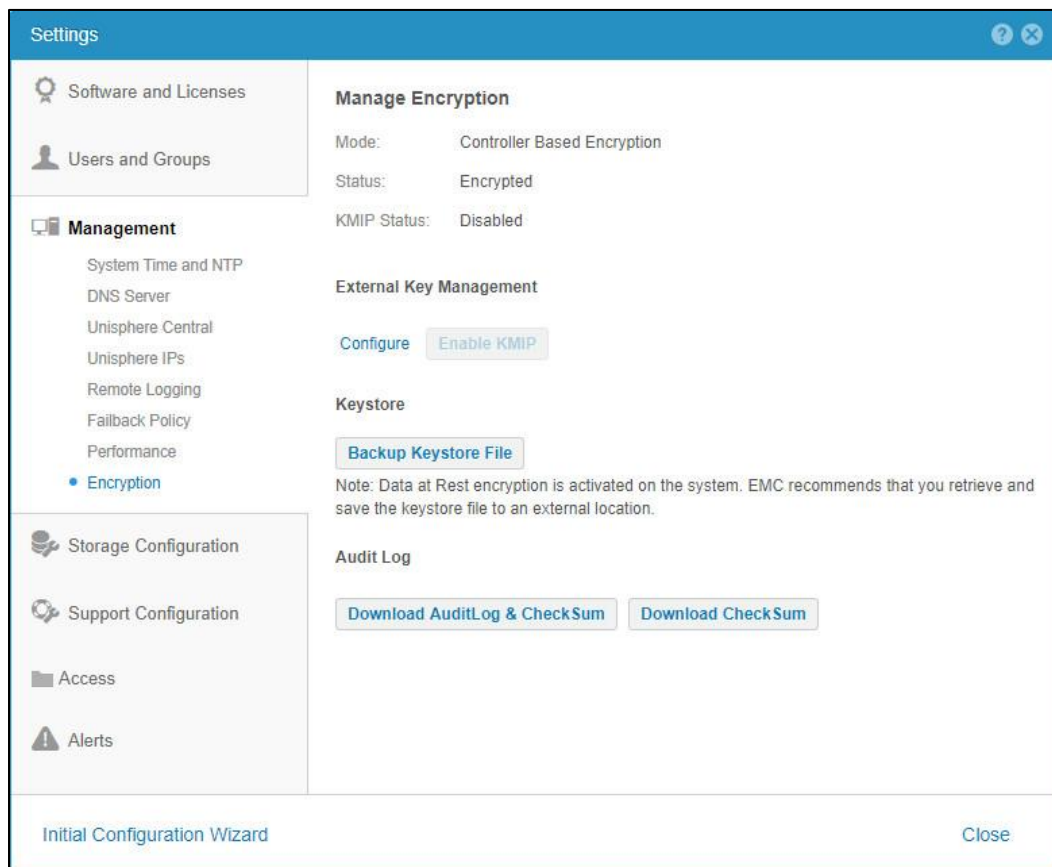 Settings
Software and Licenses
Users and Groups
Management
System Time and NTP
DNS Server
Unisphere Central
Unisphere IPs
Remote Logging
Failback Policy
Performance
Encryption
Storage Configuration
Support Configuration
Access
Alerts
Manage Encryption
Mode: Controller Based Encryption
Status: Encrypted
KMIP Status: Disabled
External Key Management
Configure Enable KMIP
Keystore
Backup Keystore File
Note: Data at Rest encryption is activated on the system. EMC recommends that you retrieve and
save the keystore file to an external location.
Audit Log
Download AuditLog & CheckSum Download CheckSum
Initial Configuration Wizard Close